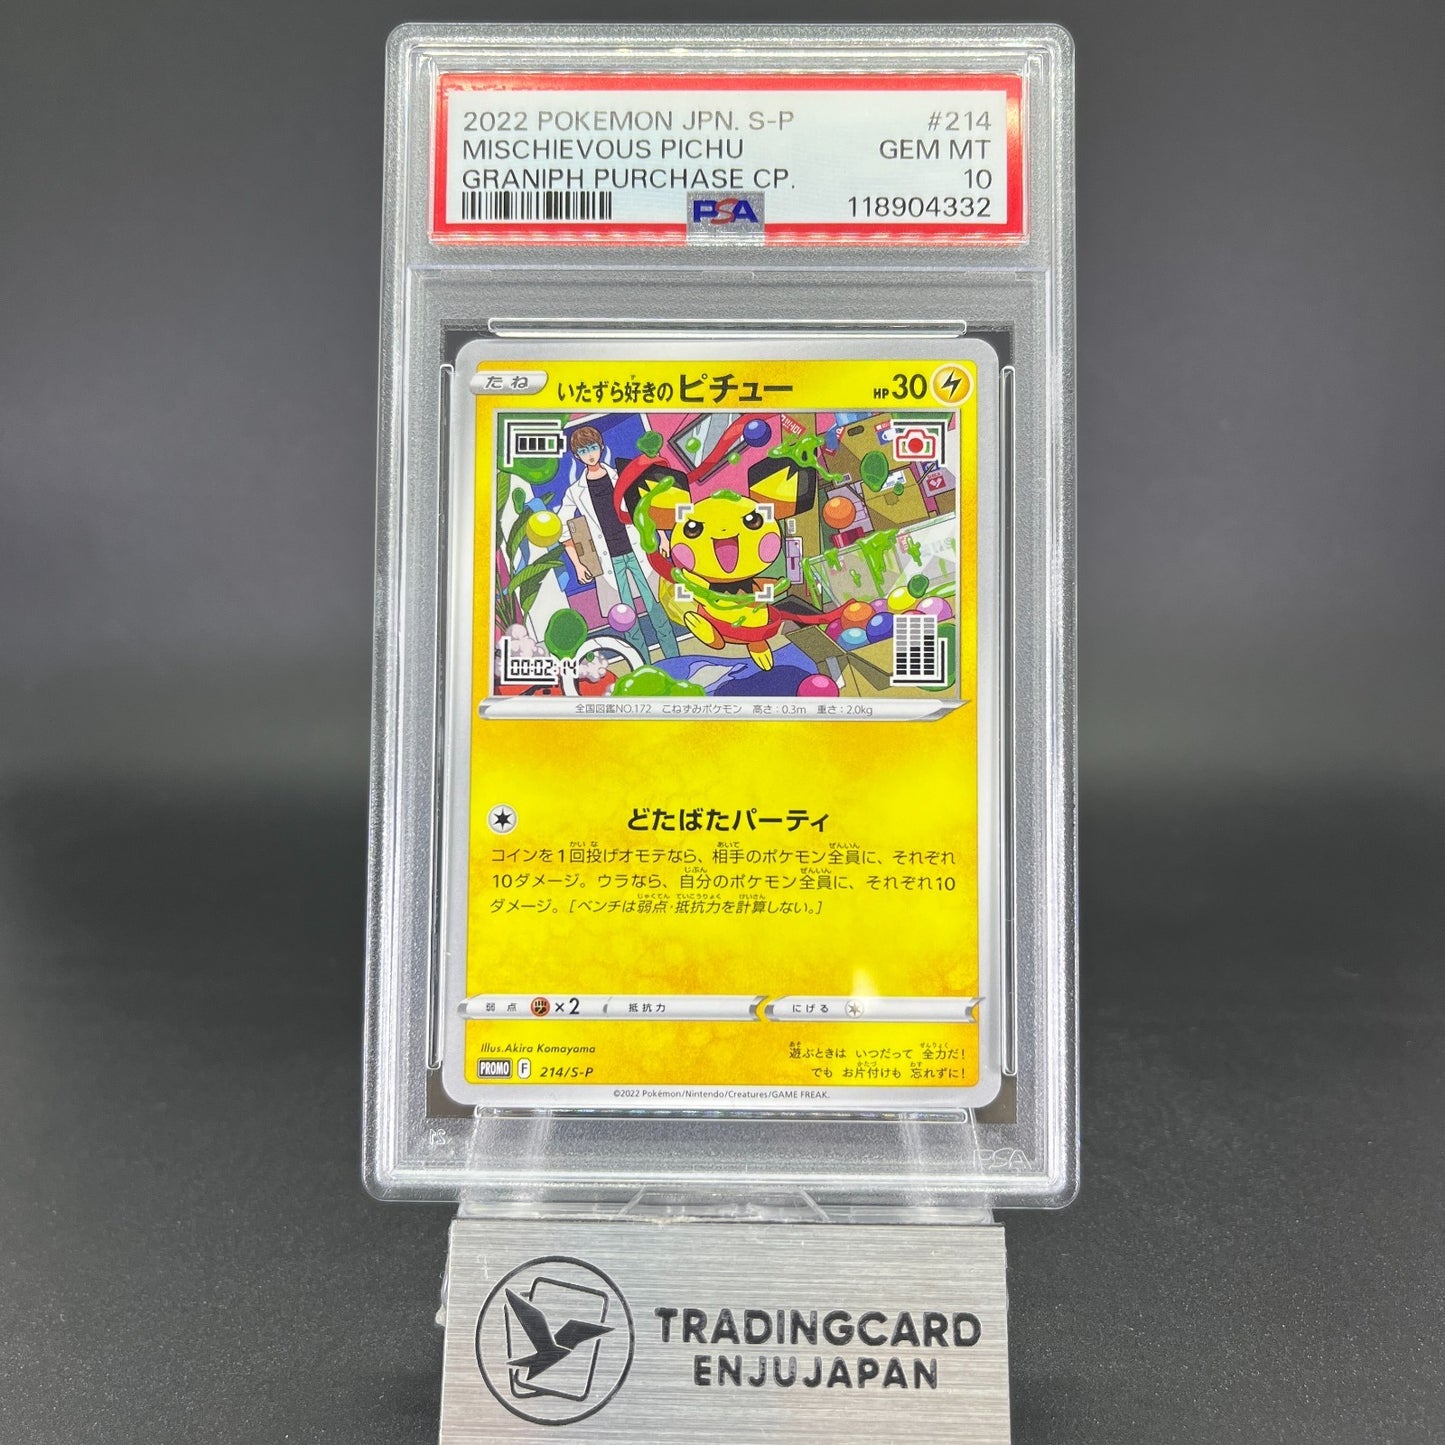 2022 POKEMON JPN. S-P #214
MISCHIEVOUS PICHU GEM MT
GRANIPH PURCHASE CP. 10
PSA 118904332
たね いたずら好きのピチュー HP30
00:02:14
全国図鑑NO.172 こねずみポケモン 高さ:0.3m 重さ:2.0kg
どたばたパーティ
コインを1回投げオモテなら、相手のポケモン全員に、それぞれ
10ダメージ。ウラなら、自分のポケモン全員に、それぞれ10
ダメージ。[ベンチは弱点・抵抗力を計算しない。]
弱点 ×2 抵抗力 にげる
Illus.Akira Komayama
遊ぶときは いつだって 全力だ!
でも お片付けも 忘れずに!
PROMO F 214/S-P
©2022 Pokémon/Nintendo/Creatures/GAME FREAK.
PSA
TRADINGCARD
ENJUJAPAN